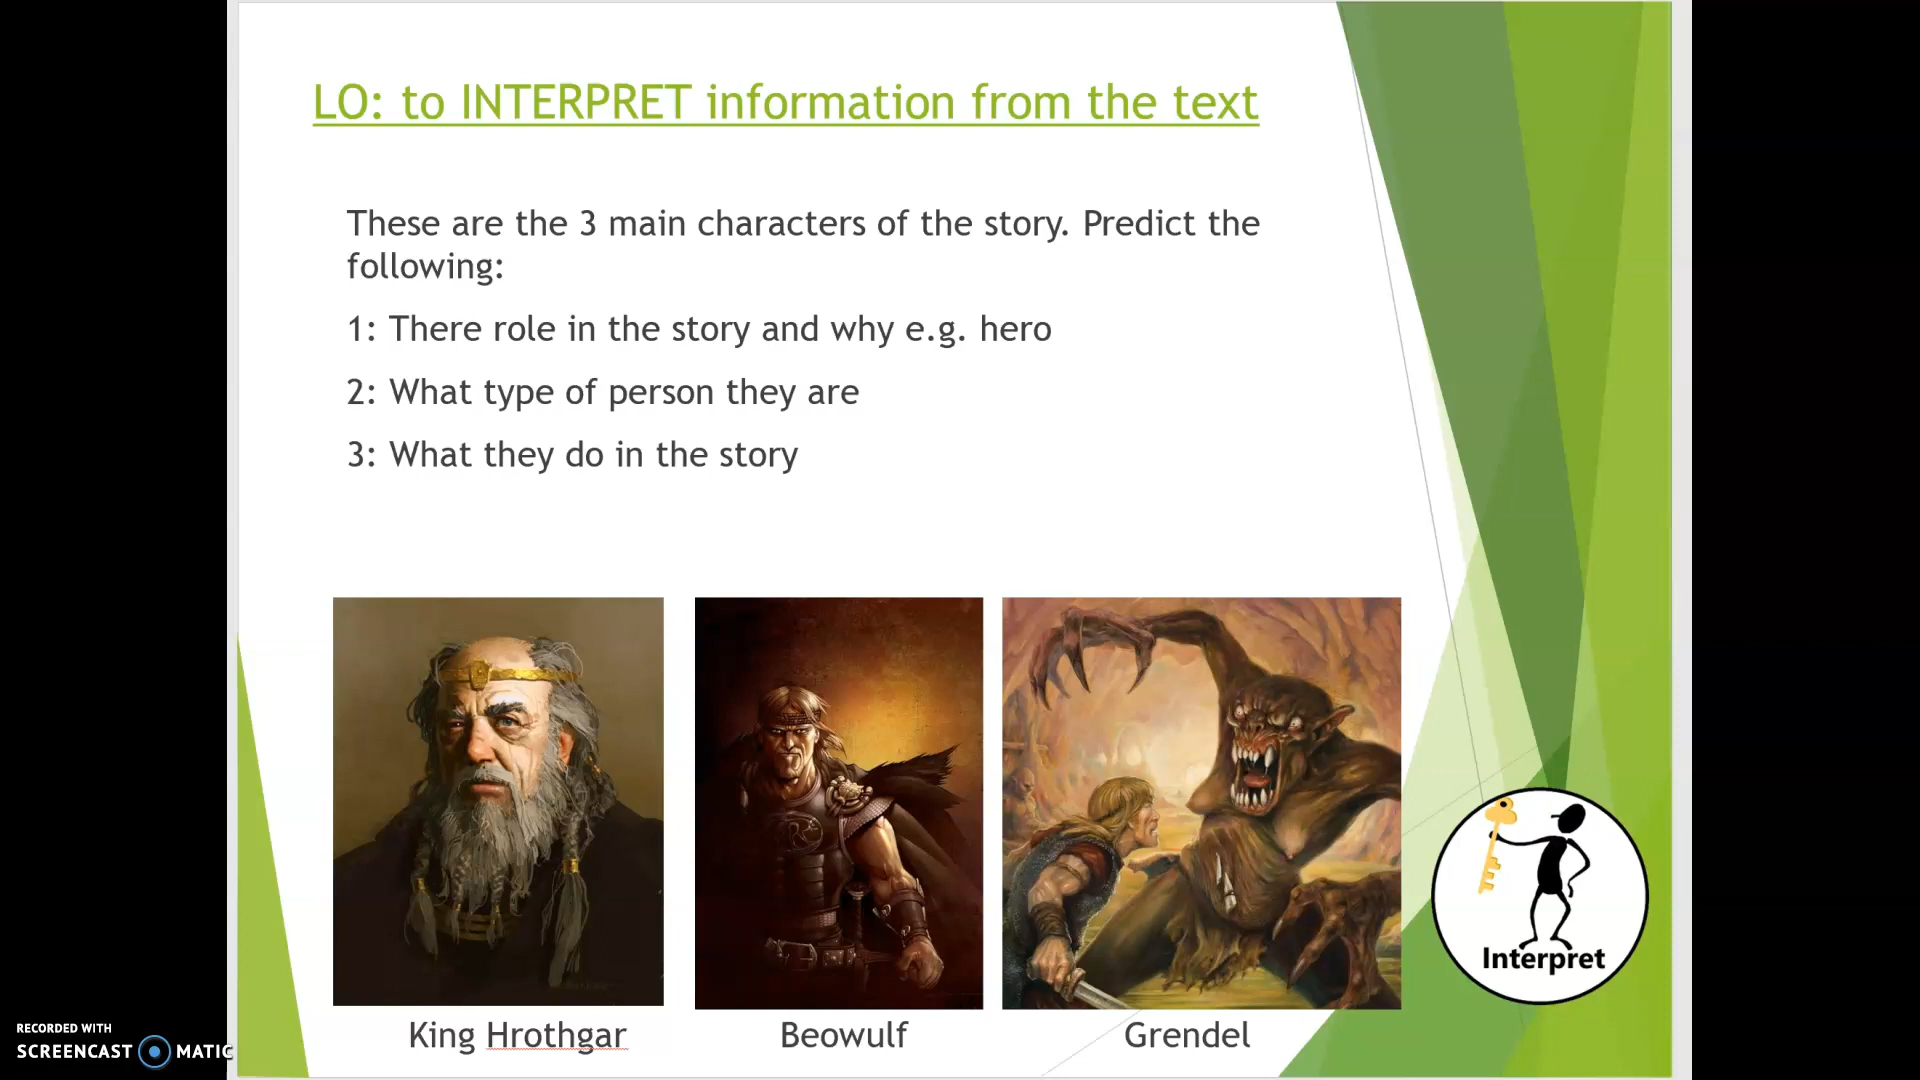 LO: to INTERPRET information from the text
These are the 3 main characters of the story. Predict the
following:
1: There role in the story and why e.g. hero
2: What type of person they are
3: What they do in the story
Interpret
King Hrothgar
Beowulf
Grendel
RECORDED WITH
SCREENCAST MATIC